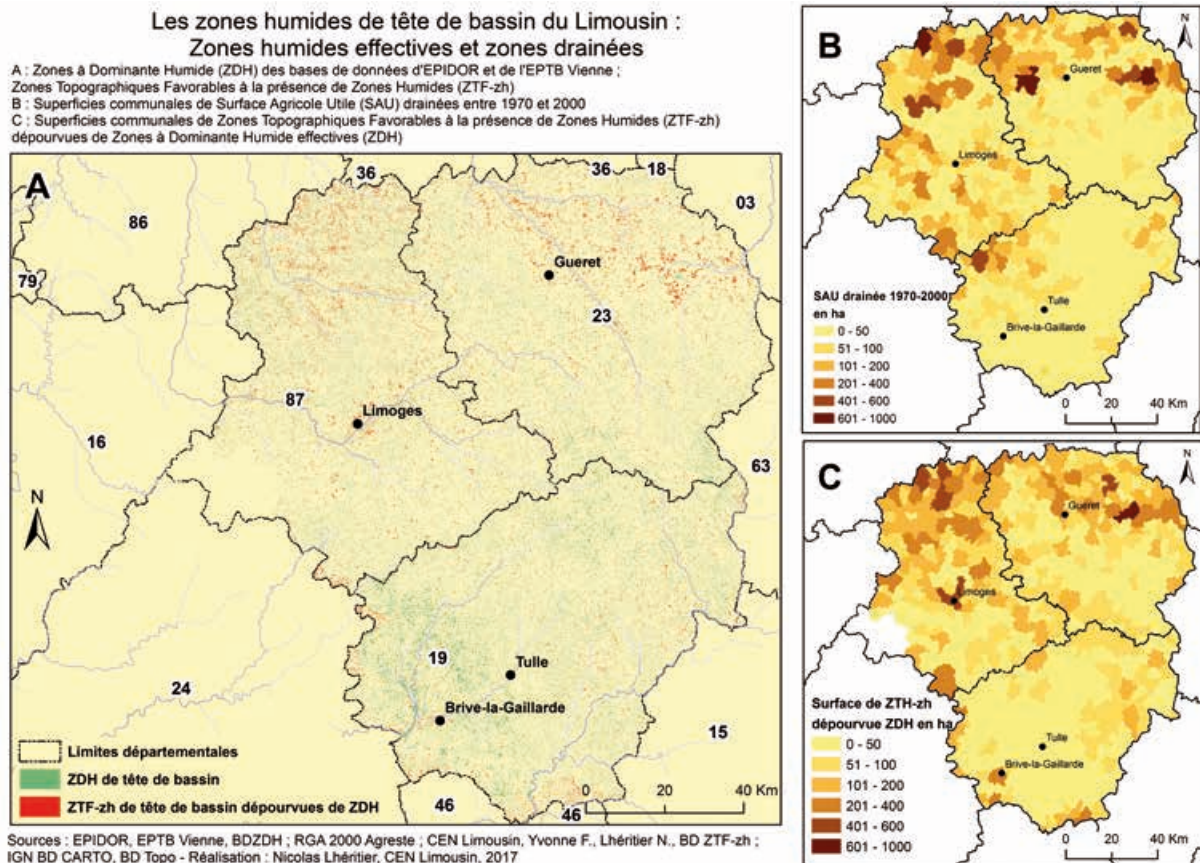 Les zones humides de tête de bassin du Limousin :
Zones humides effectives et zones drainées
A : Zones à Dominante Humide (ZDH) des bases de données d'EPIDOR et de l'EPTB Vienne ;
Zones Topographiques Favorables à la présence de Zones Humides (ZTF-zh)
B : Superficies communales de Surface Agricole Utile (SAU) drainées entre 1970 et 2000
C : Superficies communales de Zones Topographiques Favorables à la présence de Zones Humides (ZTF-zh)
dépourvues de Zones à Dominante Humide effectives (ZDH)
A
36
36
18
86
03
79
Gueret
23
87
Limoges
16
63
N
19
Tulle
24
Brive-la-Gaillarde
15
Limites départementales
ZDH de tête de bassin
ZTF-zh de tête de bassin dépourvues de ZDH
46
46
0 20 40 Km
B
N
Gueret
Limoges
Tulle
Brive-la-Gaillarde
SAU drainée 1970-2000
en ha
0 - 50
51 - 100
101 - 200
201 - 400
401 - 600
601 - 1000
0 20 40 Km
C
N
Gueret
Limoges
Tulle
Brive-la-Gaillarde
Surface de ZTH-zh
dépourvue ZDH en ha
0 - 50
51 - 100
101 - 200
201 - 400
401 - 600
601 - 1000
0 20 40 Km
Sources : EPIDOR, EPTB Vienne, BDZDH ; RGA 2000 Agreste ; CEN Limousin, Yvonne F., Lhéritier N., BD ZTF-zh ;
IGN BD CARTO, BD Topo - Réalisation : Nicolas Lhéritier, CEN Limousin, 2017